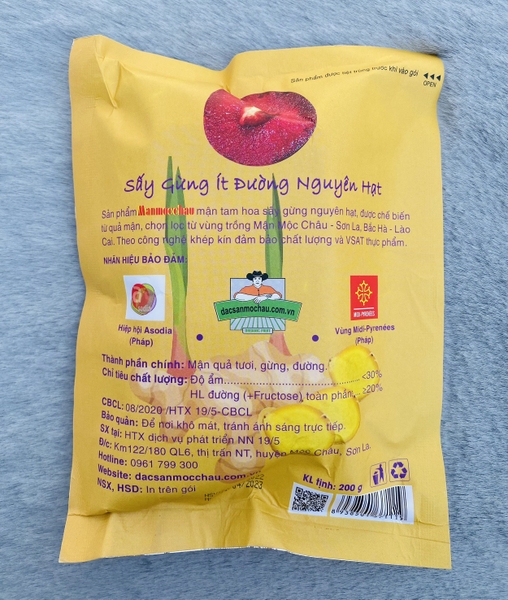 Sản phẩm được tiệt trùng trước khi vào gói
OPEN
Sấy Gừng Ít Đường Nguyên Hạt
Sản phẩm Manmocchau mận tam hoa sấy gừng nguyên hạt, được chế biến
từ quả mận, chọn lọc từ vùng trồng Mận Mộc Châu - Sơn La, Bắc Hà - Lào
Cai. Theo công nghệ khép kín đảm bảo chất lượng và VSAT thực phẩm.
NHÃN HIỆU BẢO ĐẢM:
dacsanmochau.com.vn
MIDI-PYRÉNÉES
Hiệp hội Asodia
(Pháp)
Vùng Midi-Pyrenées
(Pháp)
Thành phần chính: Mận quả tươi, gừng, đường.
Chỉ tiêu chất lượng: Độ ẩm............<30%
HL đường (+Fructose) toàn phần: ≥20%
CBCL: 08/2020 /HTX 19/5-CBCL
Bảo quản: Để nơi khô mát, tránh ánh sáng trực tiếp.
SX tại: HTX dịch vụ phát triển NN 19/5
Đ/c: Km122/180 QL6, thị trấn NT, huyện Mộc Châu, Sơn La.
Hotline: 0961 799 300
Website: dacsanmocchau.com
NSX, HSD: In trên gói
KL tịnh: 200 g